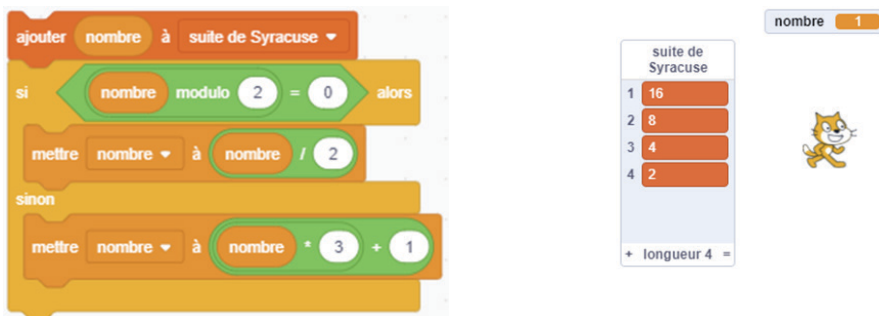 ajouter nombre à suite de Syracuse
si nombre modulo 2 = 0 alors
mettre nombre à nombre / 2
sinon
mettre nombre à nombre * 3 + 1
nombre 1
suite de
Syracuse
1 16
2 8
3 4
4 2
+ longueur 4 =